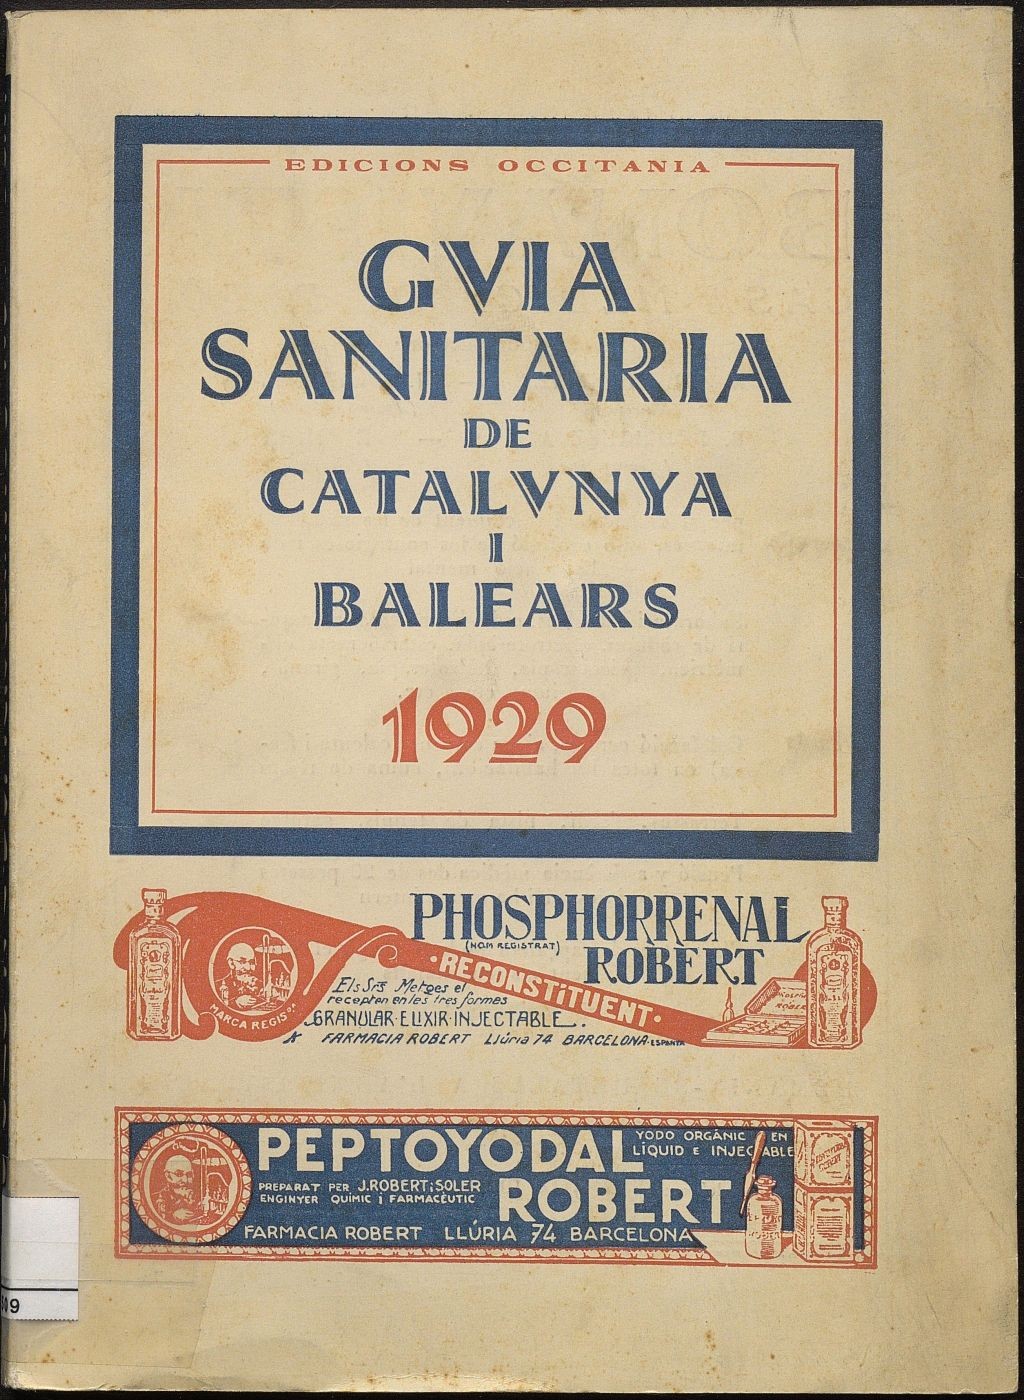 EDICIONS OCCITANIA
GVIA
SANITARIA
DE
CATALVNYA
I
BALEARS
1929
PHOSPHORRENAL
(NOM REGISTRAT)
ROBERT
·RECONSTITUENT·
MARCA REGIS
Els Srs Metges el
recepten en les tres formes
GRANULAR·ELIXIR·INJECTABLE.
FARMACIA ROBERT Llúria 74 BARCELONA·ESPANYA
PEPTOYODAL
YODO ORGÀNIC EN
LÍQUID E INJECTABLE
PREPARAT PER J.ROBERT i SOLER
ENGINYER QUÍMIC i FARMACÈUTIC
ROBERT
FARMACIA ROBERT LLÚRIA 74 BARCELONA
09